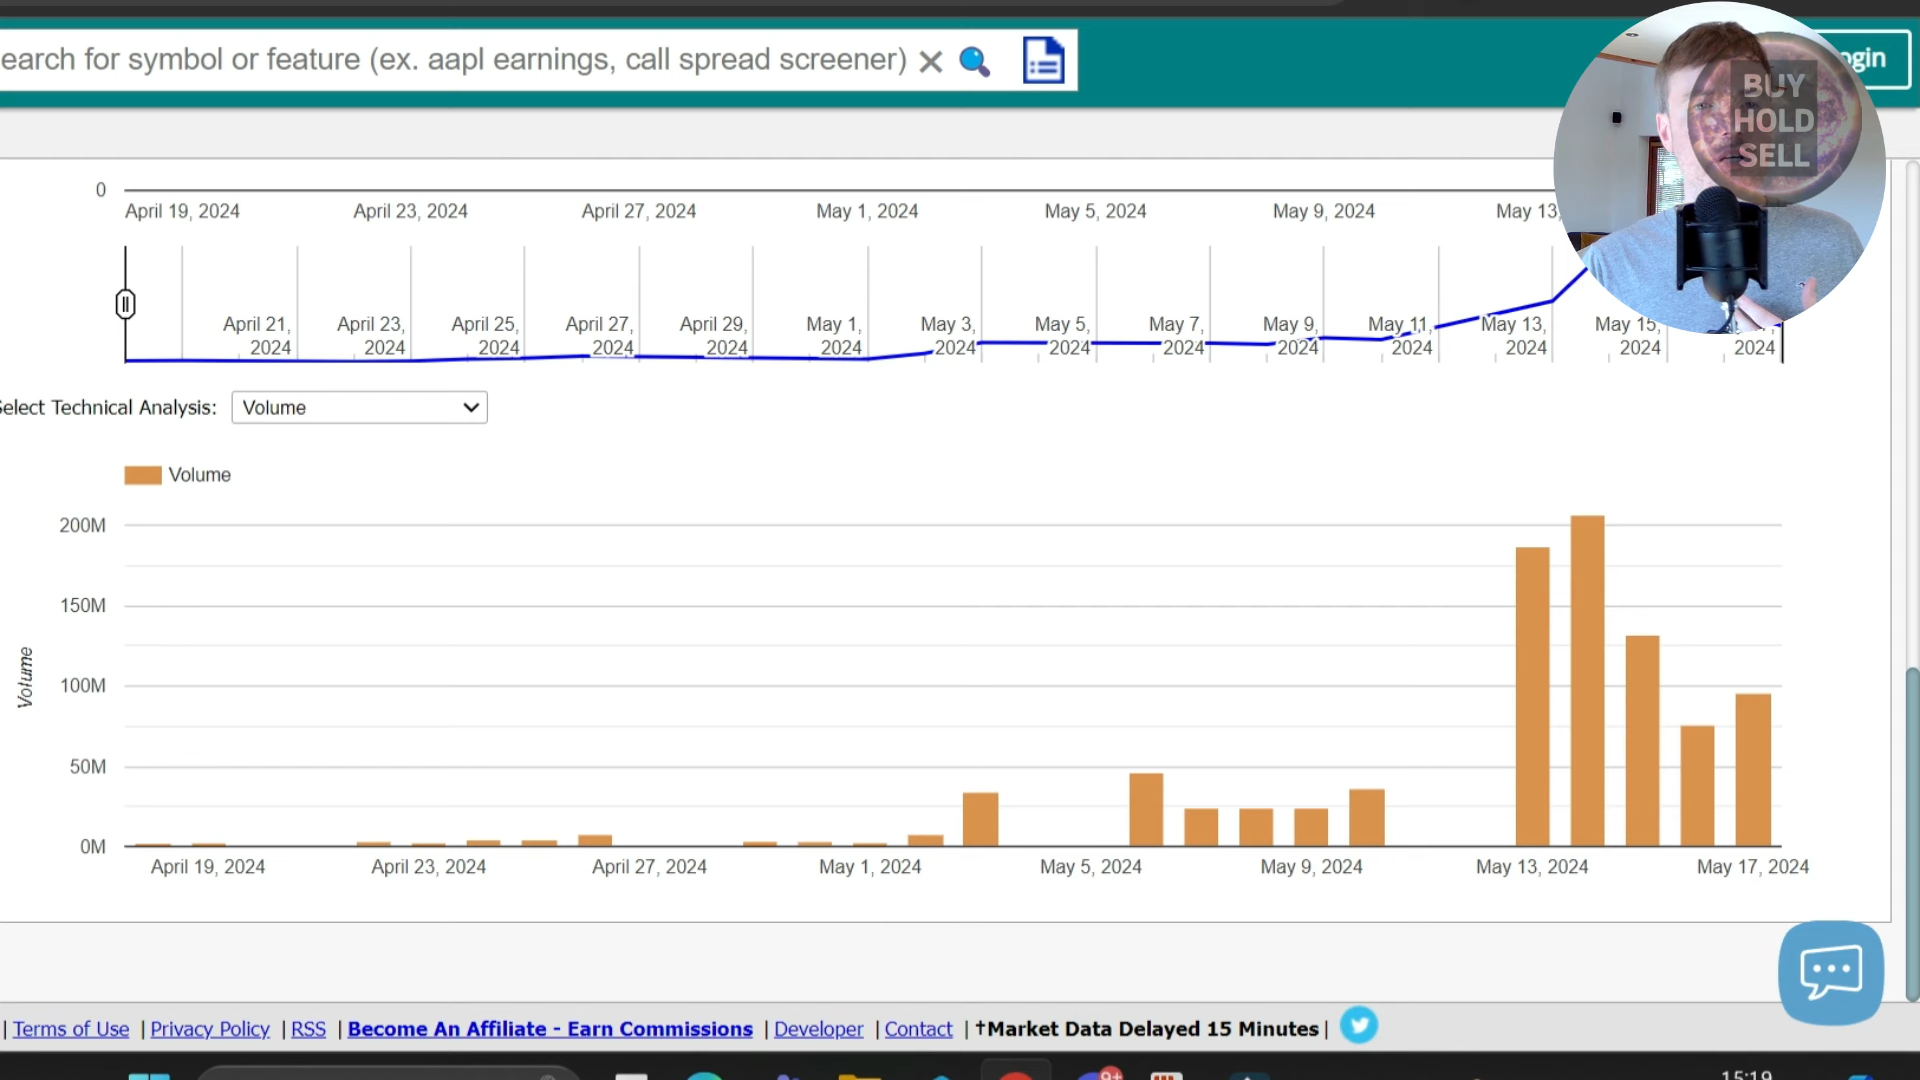 earch for symbol or feature (ex. aapl earnings, call spread screener)
ogin
BUY
HOLD
SELL
0
April 19, 2024 April 23, 2024 April 27, 2024 May 1, 2024 May 5, 2024 May 9, 2024 May 13,
April 21, April 23, April 25, April 27, April 29, May 1, May 3, May 5, May 7, May 9, May 11, May 13, May 15,
2024 2024 2024 2024 2024 2024 2024 2024 2024 2024 2024 2024 2024 2024
Select Technical Analysis: Volume
Volume
200M
150M
100M
50M
0M
Volume
April 19, 2024 April 23, 2024 April 27, 2024 May 1, 2024 May 5, 2024 May 9, 2024 May 13, 2024 May 17, 2024
| Terms of Use | Privacy Policy | RSS | Become An Affiliate - Earn Commissions | Developer | Contact | †Market Data Delayed 15 Minutes |
9+
15:19